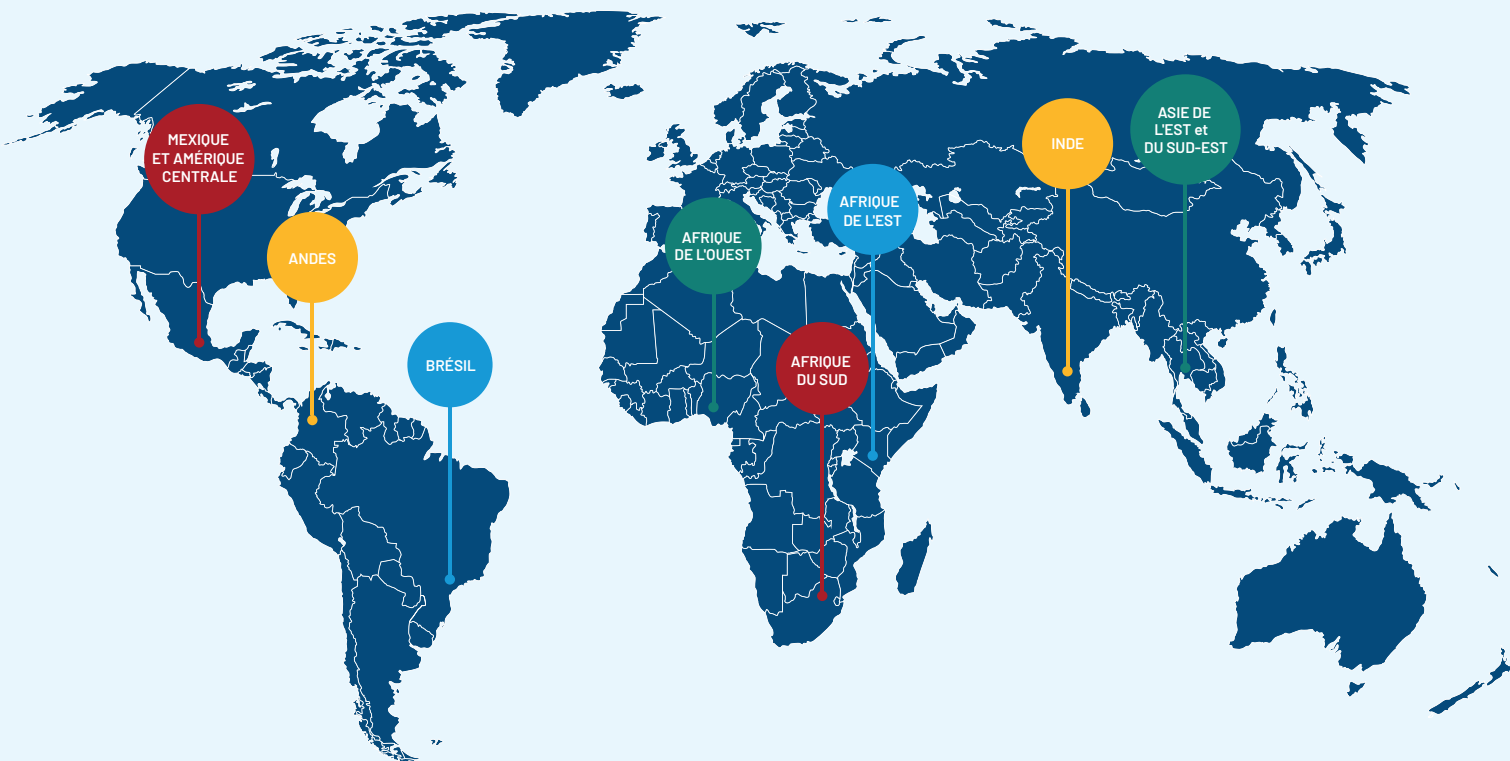 MEXIQUE
ET AMÉRIQUE
CENTRALE
ANDES
BRÉSIL
AFRIQUE
DE L'OUEST
AFRIQUE
DU SUD
AFRIQUE
DE L'EST
INDE
ASIE DE
L'EST et
DU SUD-EST